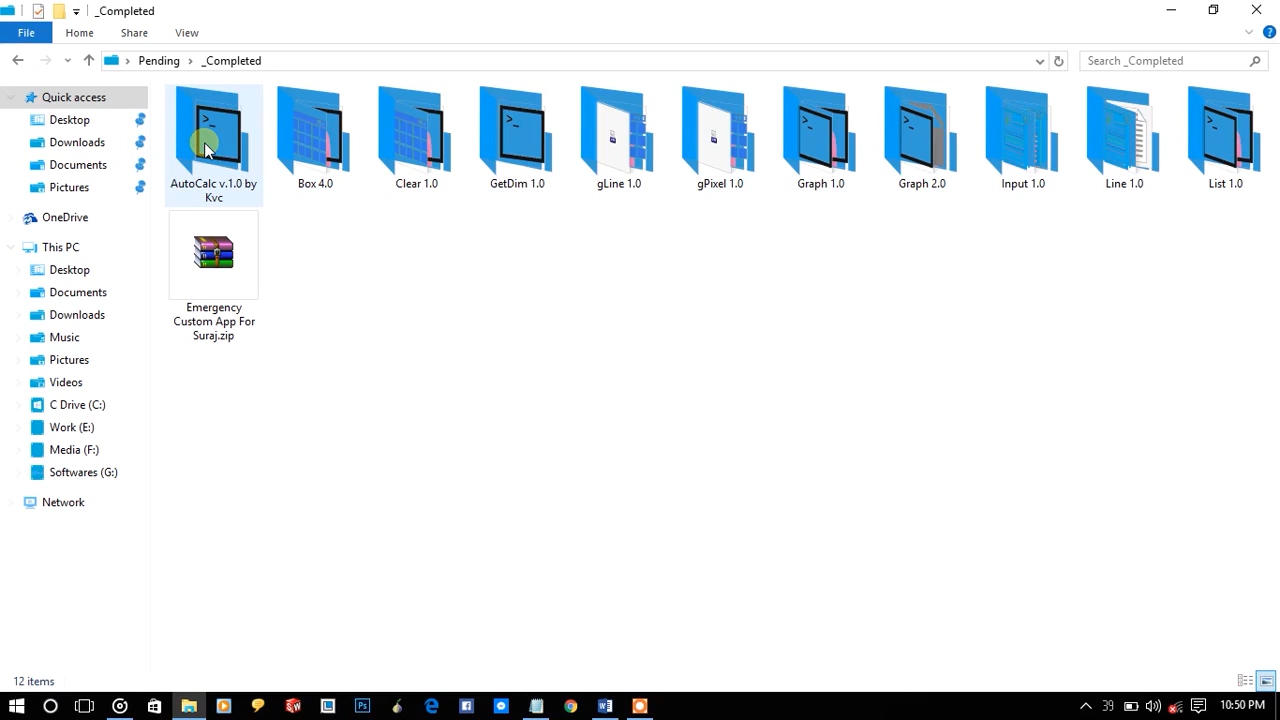 _Completed
File
Home
Share
View
Pending
_Completed
Search _Completed
Quick access
Desktop
Downloads
Documents
Pictures
OneDrive
This PC
Desktop
Documents
Downloads
Music
Pictures
Videos
C Drive (C:)
Work (E:)
Media (F:)
Softwares (G:)
Network
AutoCalc v.1.0 by
Kvc
Box 4.0
Clear 1.0
GetDim 1.0
gLine 1.0
gPixel 1.0
Graph 1.0
Graph 2.0
Input 1.0
Line 1.0
List 1.0
Emergency
Custom App For
Suraj.zip
12 items
39
10:50 PM